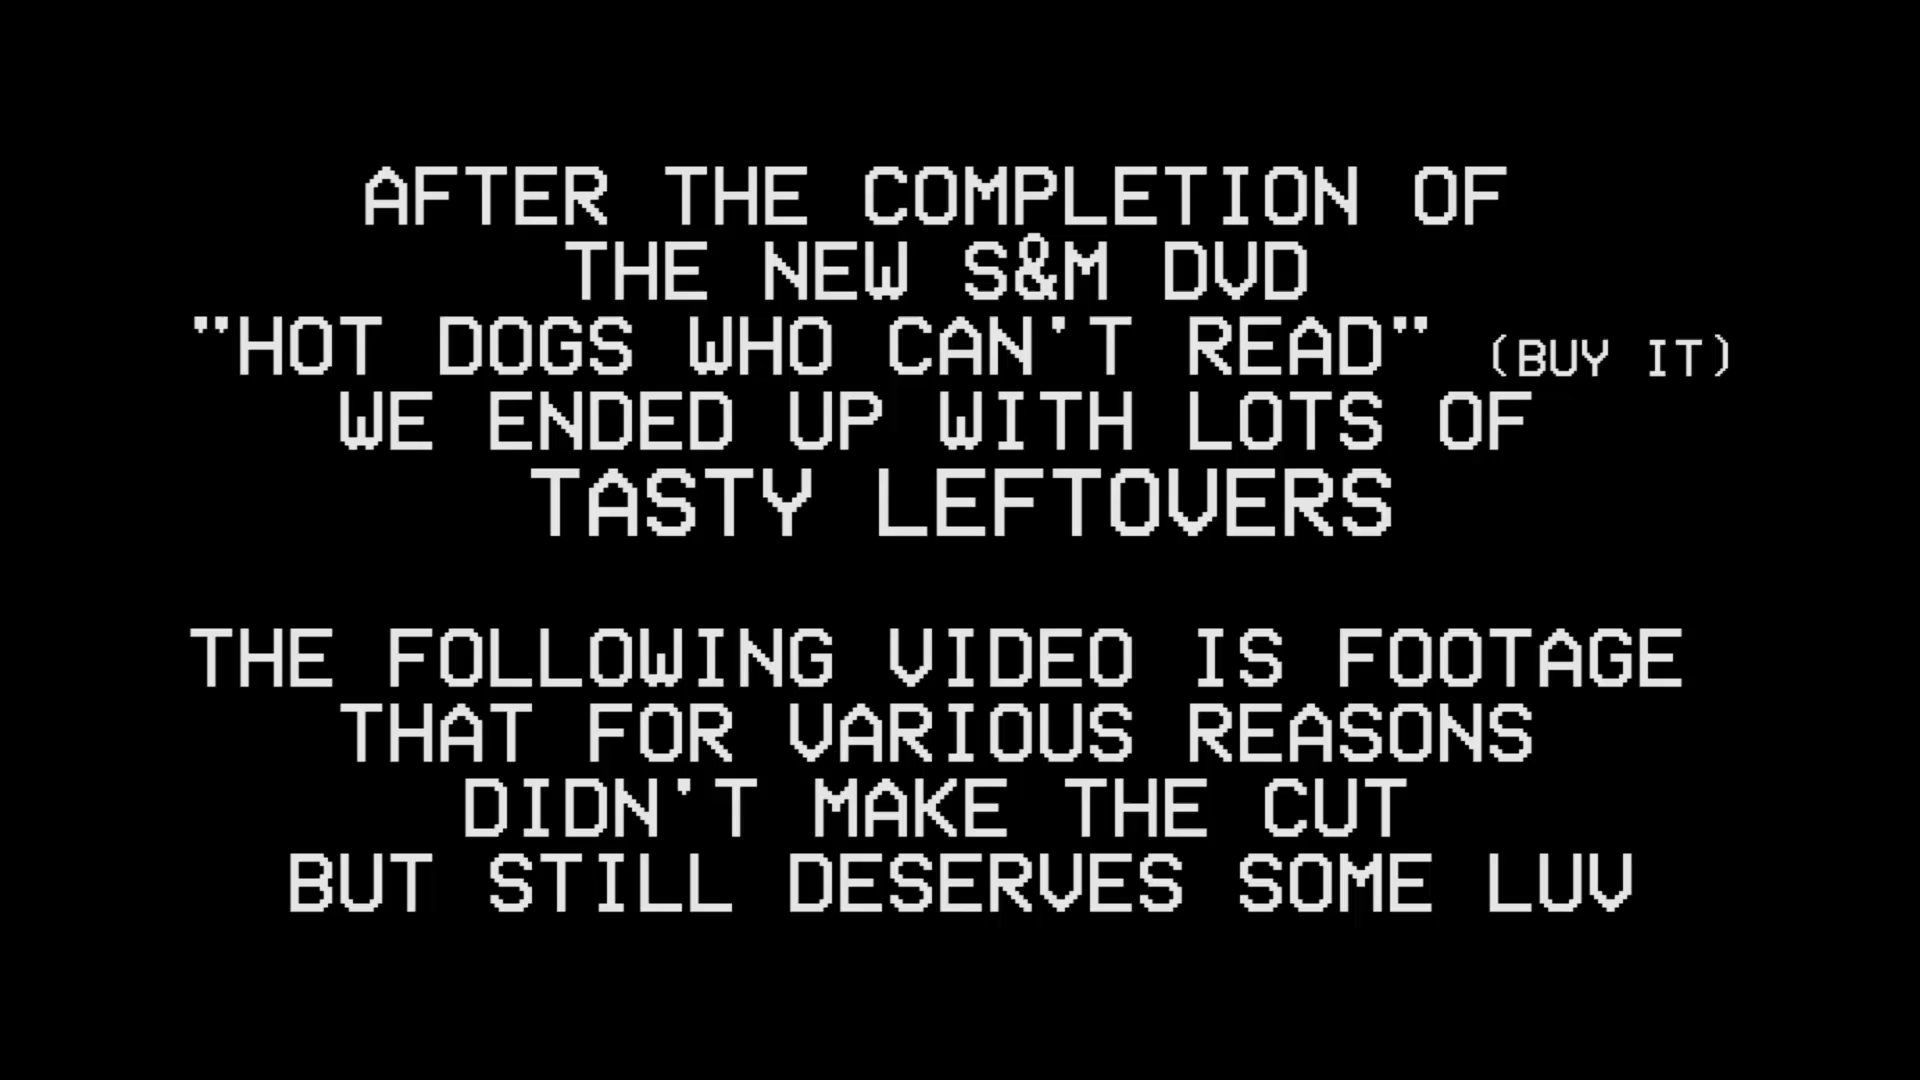 AFTER THE COMPLETION OF
THE NEW S&M DVD
"HOT DOGS WHO CAN'T READ" (BUY IT)
WE ENDED UP WITH LOTS OF
TASTY LEFTOVERS
THE FOLLOWING VIDEO IS FOOTAGE
THAT FOR VARIOUS REASONS
DIDN'T MAKE THE CUT
BUT STILL DESERVES SOME LUV